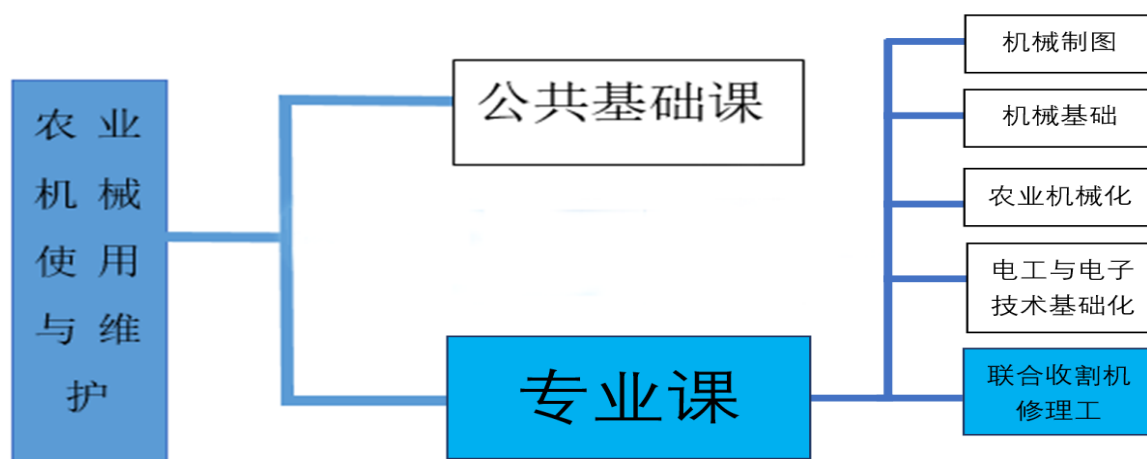 农业
机械
使用
与维
护
公共基础课
专业课
机械制图
机械基础
农业机械化
电工与电子
技术基础化
联合收割机
修理工